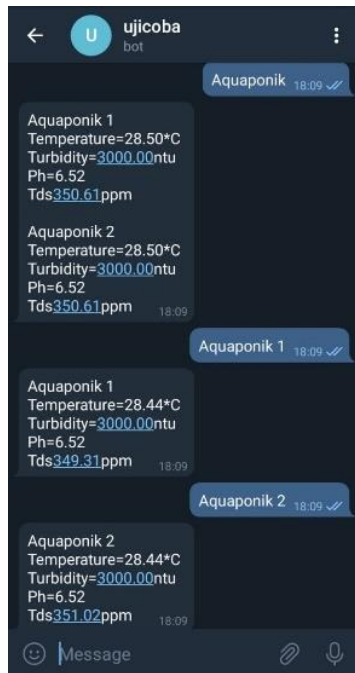 ujicoba
U
bot
Aquaponik 18:09
Aquaponik 1
Temperature=28.50*C
Turbidity=3000.00ntu
Ph=6.52
Tds350.61ppm
Aquaponik 2
Temperature=28.50*C
Turbidity=3000.00ntu
Ph=6.52
Tds350.61ppm 18:09
Aquaponik 1 18:09
Aquaponik 1
Temperature=28.44*C
Turbidity=3000.00ntu
Ph=6.52
Tds349.31ppm 18:09
Aquaponik 2 18:09
Aquaponik 2
Temperature=28.44*C
Turbidity=3000.00ntu
Ph=6.52
Tds351.02ppm 18:09
Message